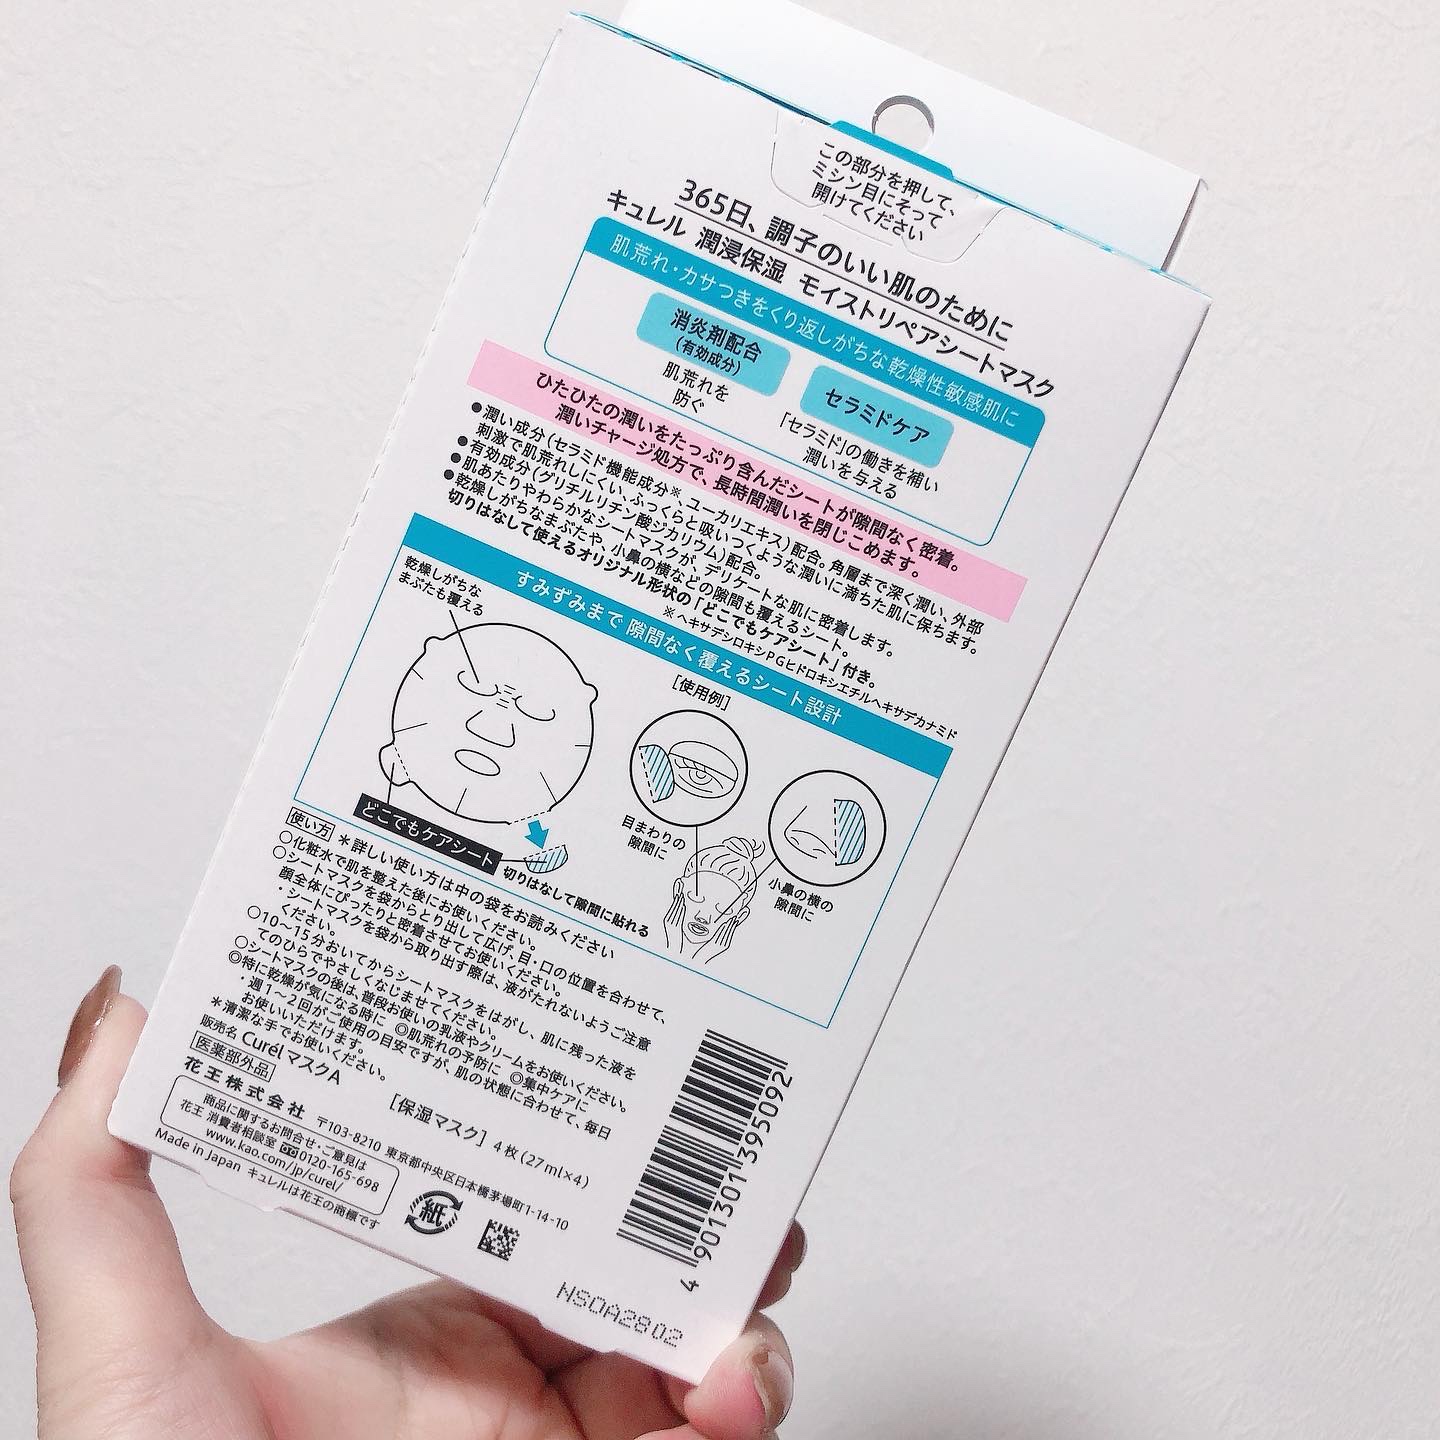 この部分を押して、
ミシン目にそって
開けてください
365日、調子のいい肌のために
キュレル 潤浸保湿 モイストリペアシートマスク
肌荒れ・カサつきをくり返しがちな乾燥性敏感肌に
消炎剤配合
(有効成分)
肌荒れを
防ぐ
セラミドケア
「セラミド」の働きを補い
潤いを与える
ひたひたの潤いをたっぷり含んだシートが隙間なく密着。
潤いチャージ処方で、長時間潤いを閉じこめます。
●潤い成分(セラミド機能成分※、ユーカリエキス)配合。角層まで深く潤い、外部
刺激で肌荒れしにくい、ふっくらと吸いつくような潤いに満ちた肌に保ちます。
●有効成分(グリチルリチン酸ジカリウム)配合。
●肌あたりやわらかなシートマスクが、デリケートな肌に密着します。
●乾燥しがちなまぶたや、小鼻の横などの隙間も覆えるシート。
切りはなして使えるオリジナル形状の「どこでもケアシート」付き。
※ ヘキサデシロキシPGヒドロキシエチルヘキサデカナミド
すみずみまで 隙間なく覆えるシート設計
乾燥しがちな
まぶたも覆える
[使用例]
どこでもケアシート
切りはなして隙間に貼れる
目まわりの
隙間に
小鼻の横の
隙間に
使い方 *詳しい使い方は中の袋をお読みください
○化粧水で肌を整えた後にお使いください。
○シートマスクを袋からとり出して広げ、目・口の位置を合わせて、
顔全体にぴったりと密着させてお使いください。
・シートマスクを袋から取り出す際は、液がたれないようご注意
ください。
○10〜15分おいてからシートマスクをはがし、肌に残った液を
てのひらでやさしくなじませてください。
○シートマスクの後は、普段お使いの乳液やクリームをお使いください。
◎特に乾燥が気になる時に ◎肌荒れの予防に ◎集中ケアに
・週1〜2回がご使用の目安ですが、肌の状態に合わせて、毎日
お使いいただけます。
*清潔な手でお使いください。
販売名 Curél マスクA
医薬部外品 [保湿マスク] 4枚(27ml×4)
花王株式会社 〒103-8210 東京都中央区日本橋茅場町1-14-10
商品に関するお問合せ・ご意見は
花王 消費者相談室 0120-165-698
www.kao.com/jp/curel/
Made in Japan キュレルは花王の商標です
紙
4 901301 395092
NSOA2802